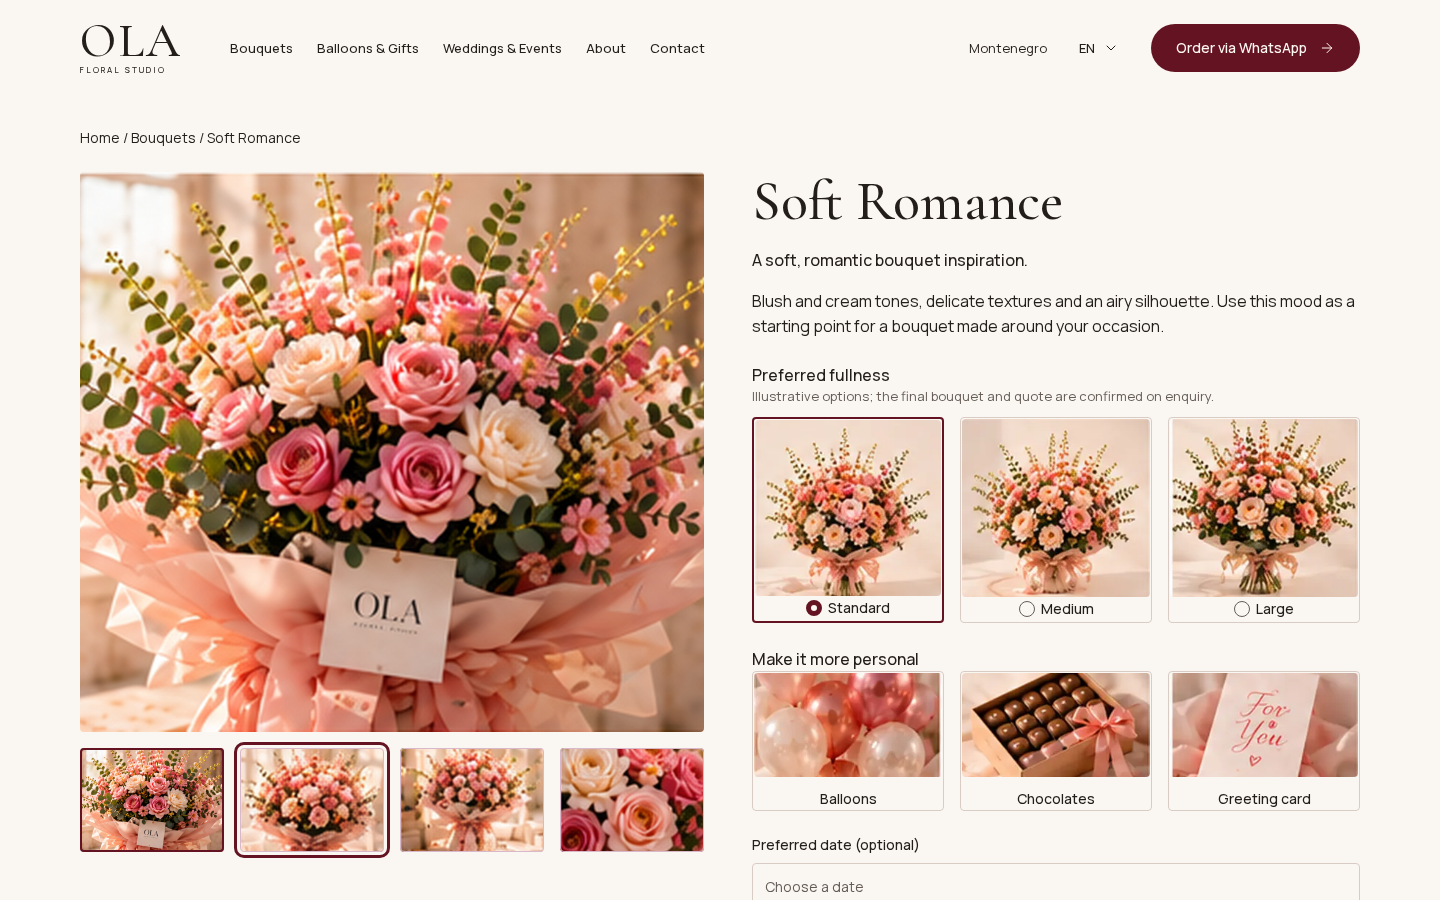 OLA
FLORAL STUDIO
Bouquets
Balloons & Gifts
Weddings & Events
About
Contact
Montenegro
EN
Order via WhatsApp
Home / Bouquets / Soft Romance
Soft Romance
A soft, romantic bouquet inspiration.
Blush and cream tones, delicate textures and an airy silhouette. Use this mood as a
starting point for a bouquet made around your occasion.
Preferred fullness
Illustrative options; the final bouquet and quote are confirmed on enquiry.
Standard
Medium
Large
OLA
Make it more personal
For
a
You
Balloons
Chocolates
Greeting card
OLA
Preferred date (optional)
Choose a date